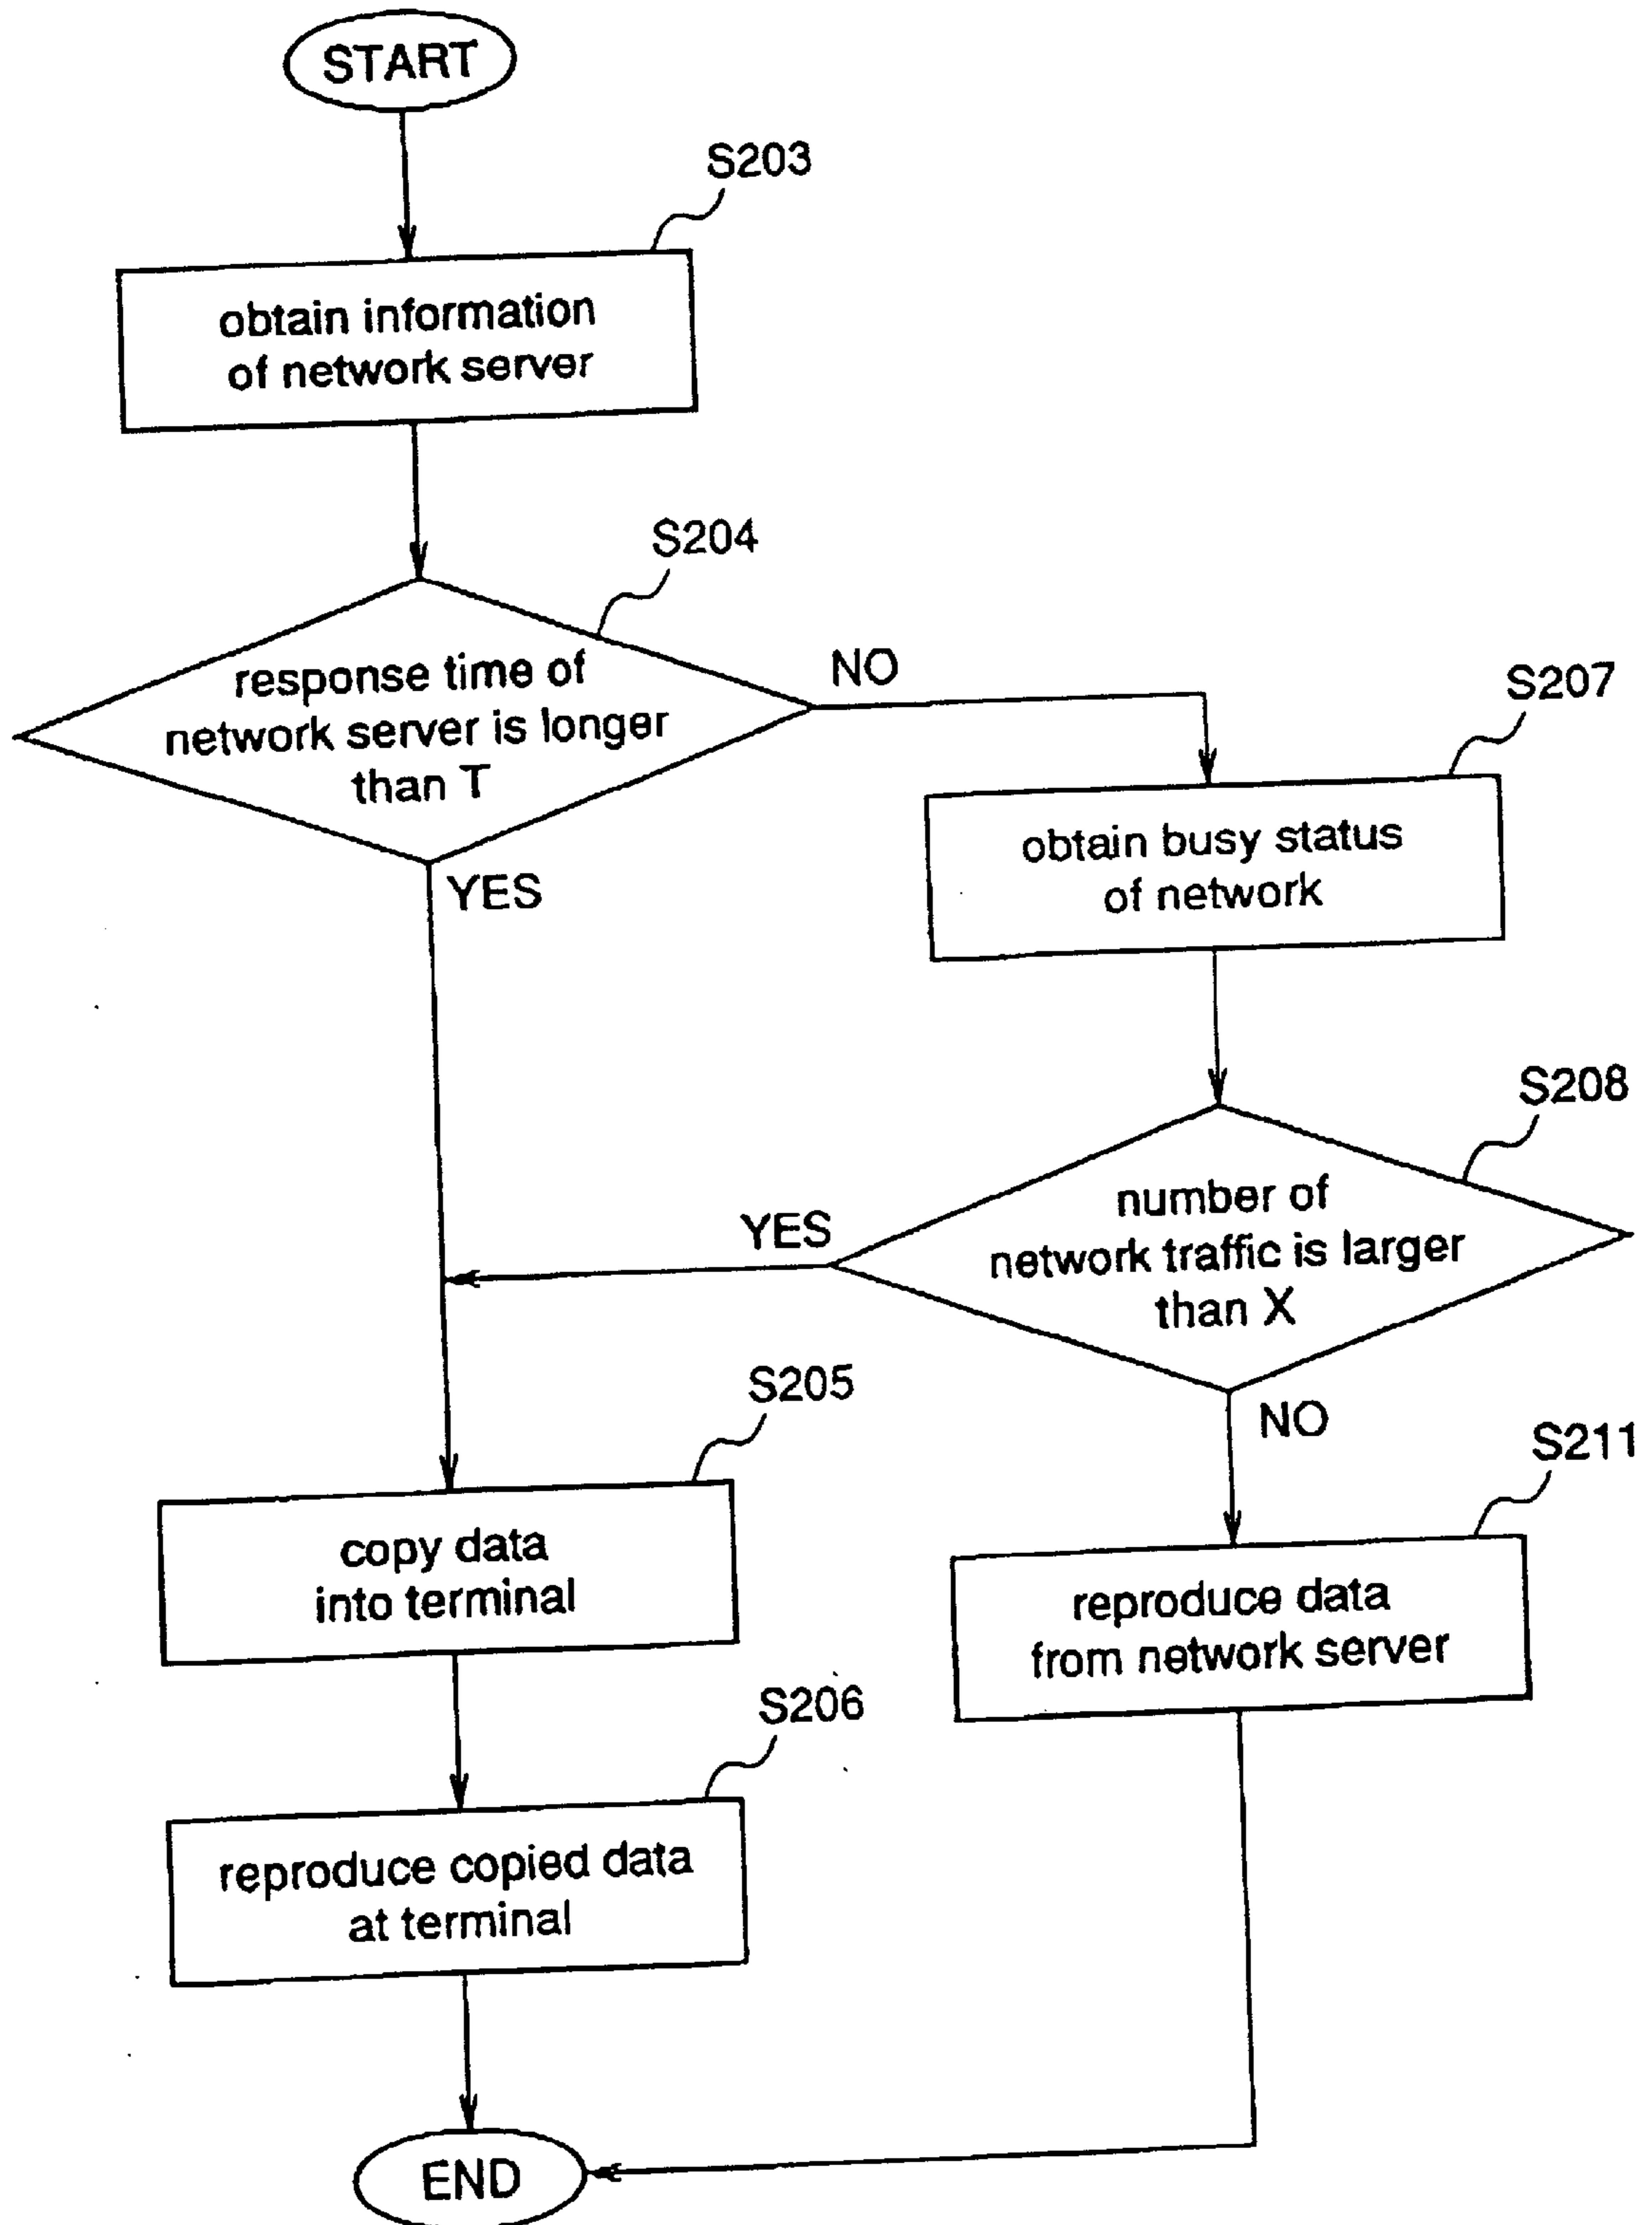 START
S203
obtain information
of network server
S204
response time of
network server is longer
than T
NO
YES
S207
obtain busy status
of network
S208
number of
network traffic is larger
than X
YES
NO
S205
copy data
into terminal
S211
reproduce data
from network server
S206
reproduce copied data
at terminal
END